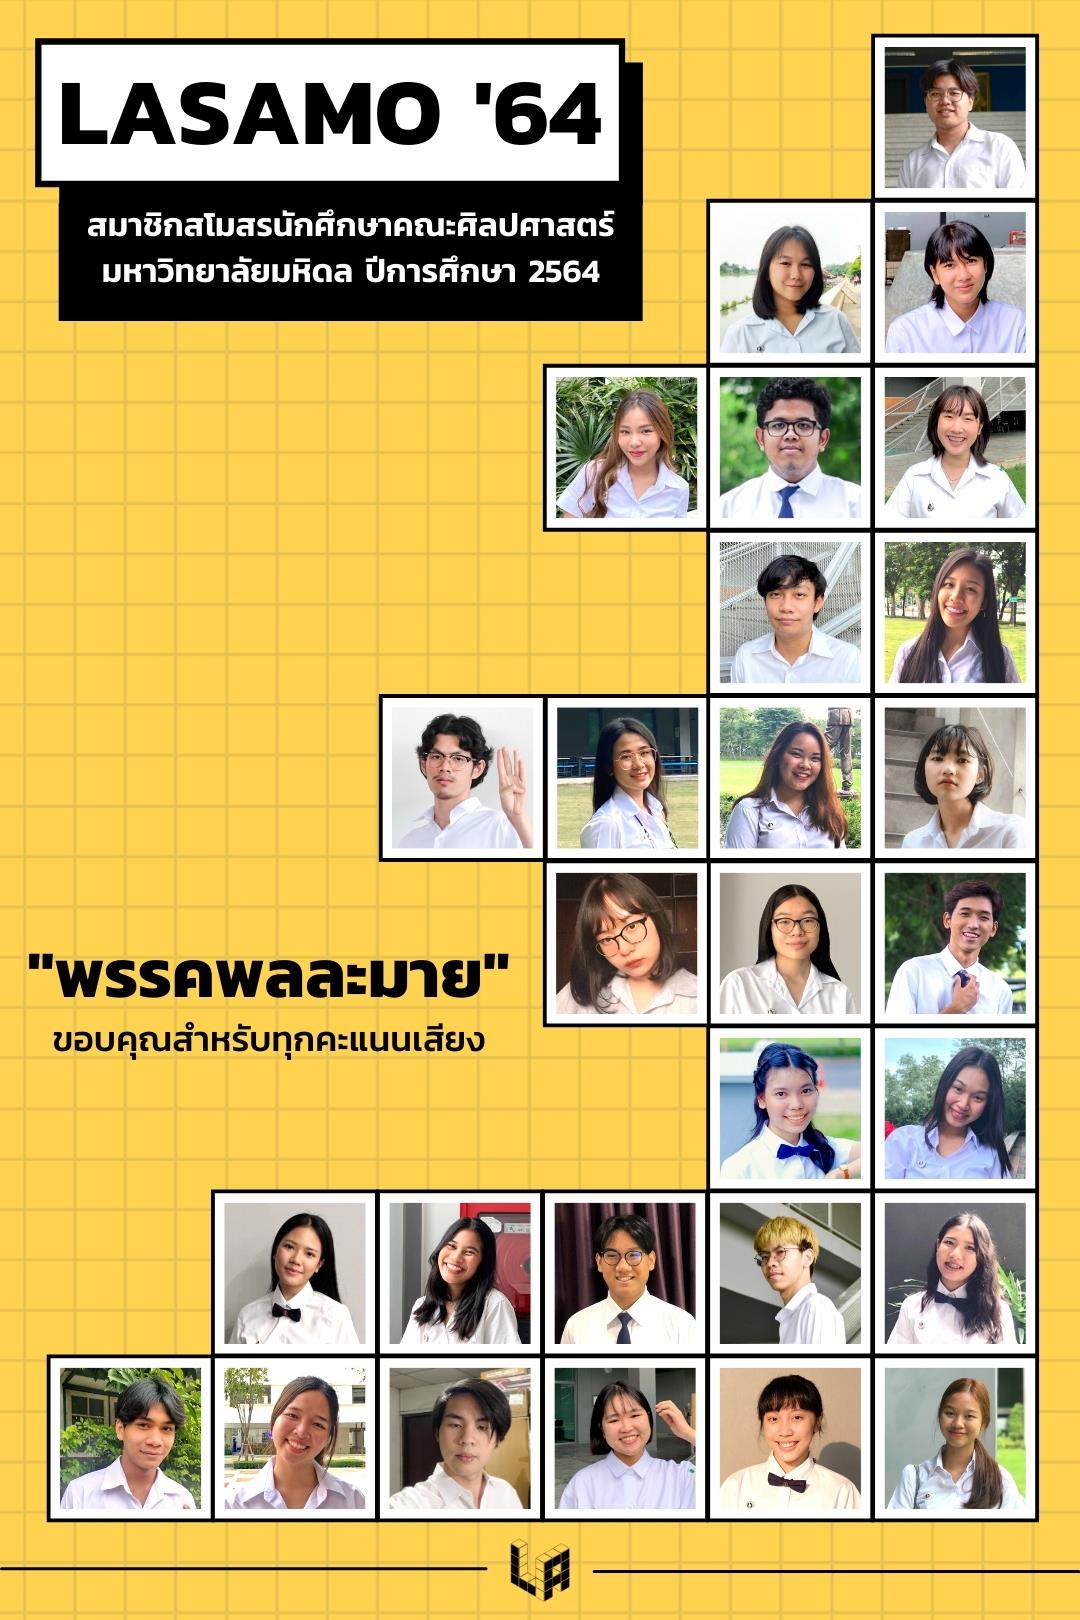 LASAMO '64
สมาชิกสโมสรนักศึกษาคณะศิลปศาสตร์
มหาวิทยาลัยมหิดล ปีการศึกษา 2564
"พรรคพลละมาย"
ขอบคุณสำหรับทุกคะแนนเสียง
LA